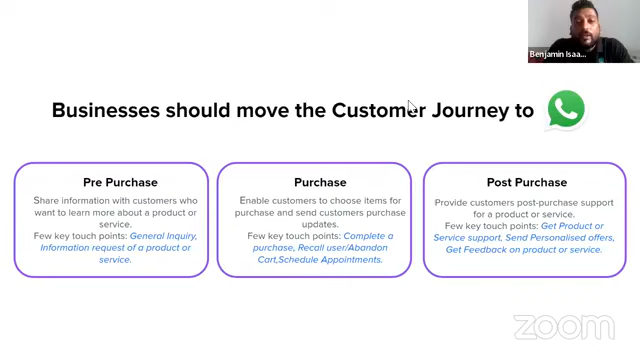 Benjamin Isaa...
Businesses should move the Customer Journey to
Pre Purchase
Share information with customers who
want to learn more about a product or
service.
Few key touch points: General Inquiry,
Information request of a product or
service.
Purchase
Enable customers to choose items for
purchase and send customers purchase
updates.
Few key touch points: Complete a
purchase, Recall user/Abandon
Cart,Schedule Appointments.
Post Purchase
Provide customers post-purchase support
for a product or service.
Few key touch points: Get Product or
Service support, Send Personalised offers,
Get Feedback on product or service.
zoom